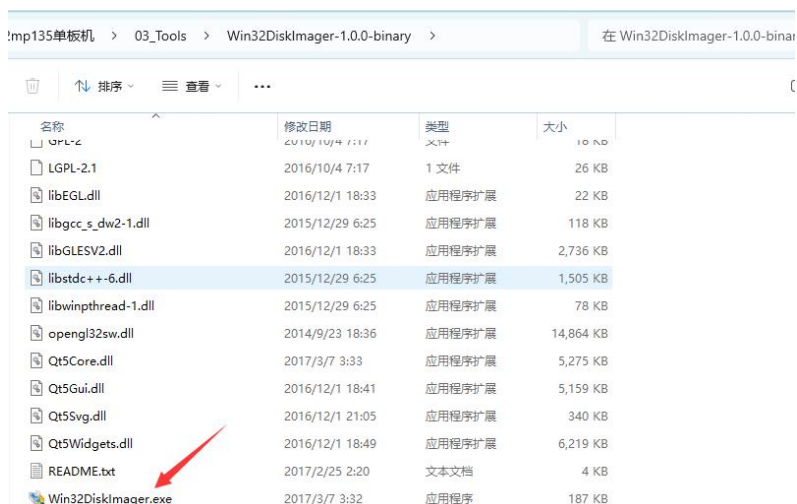 2mp135单板机 > 03_Tools > Win32DiskImager-1.0.0-binary > 在 Win32DiskImager-1.0.0-binar
排序 查看 ...
名称 修改日期 类型 大小
GPL-2 2016/10/4 7:17 文件 18 KB
LGPL-2.1 2016/10/4 7:17 1 文件 26 KB
libEGL.dll 2016/12/1 18:33 应用程序扩展 22 KB
libgcc_s_dw2-1.dll 2015/12/29 6:25 应用程序扩展 118 KB
libGLESV2.dll 2016/12/1 18:33 应用程序扩展 2,736 KB
libstdc++-6.dll 2015/12/29 6:25 应用程序扩展 1,505 KB
libwinpthread-1.dll 2015/12/29 6:25 应用程序扩展 78 KB
opengl32sw.dll 2014/9/23 18:36 应用程序扩展 14,864 KB
Qt5Core.dll 2017/3/7 3:33 应用程序扩展 5,275 KB
Qt5Gui.dll 2016/12/1 18:41 应用程序扩展 5,159 KB
Qt5Svg.dll 2016/12/1 21:05 应用程序扩展 340 KB
Qt5Widgets.dll 2016/12/1 18:49 应用程序扩展 6,219 KB
README.txt 2017/2/25 2:20 文本文档 4 KB
Win32DiskImager.exe 2017/3/7 3:32 应用程序 187 KB